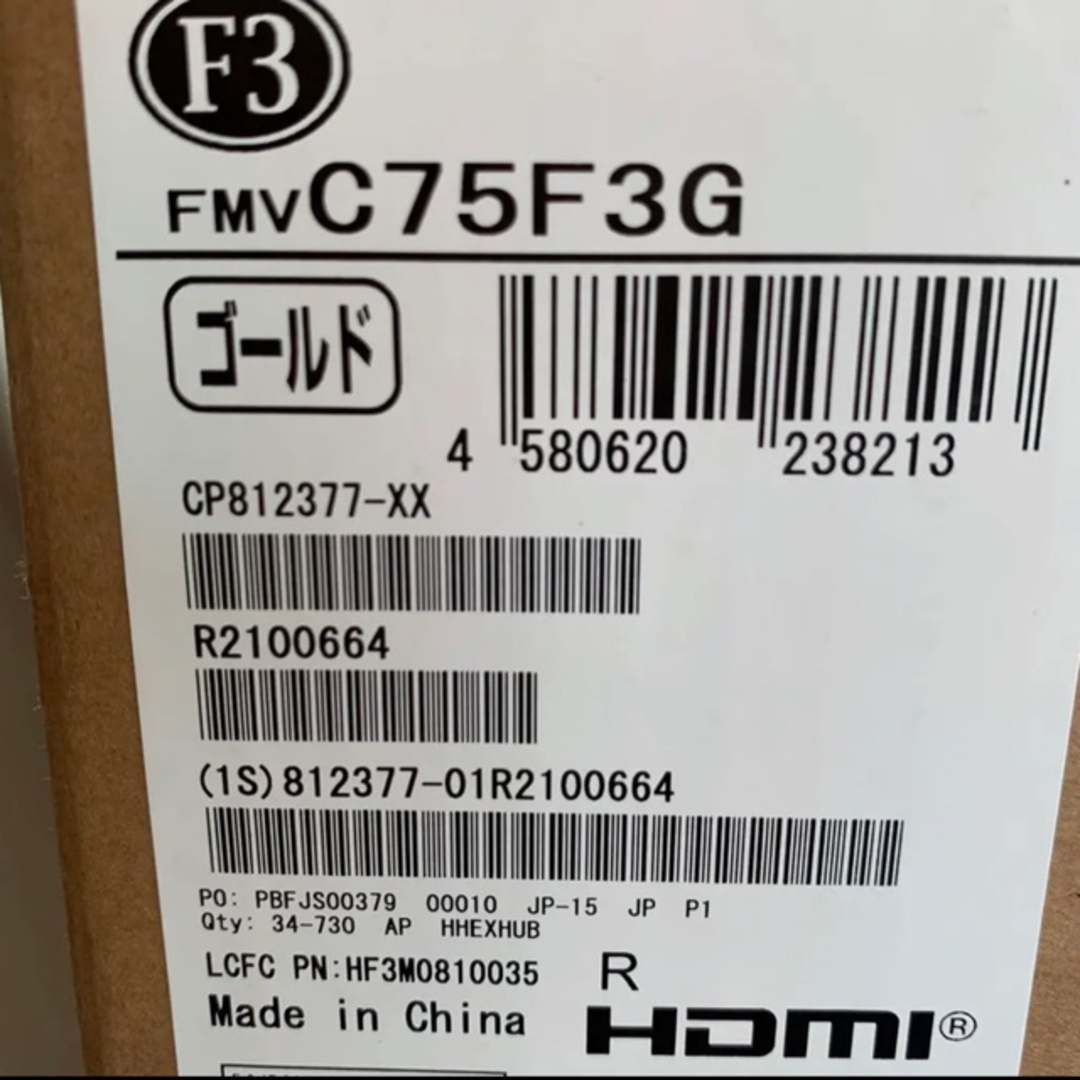 F3
FMVC75F3G
ゴールド
4 580620 238213
CP812377-XX
R2100664
(1S)812377-01R2100664
PO: PBFJS00379 00010 JP-15 JP P1
Qty: 34-730 AP HHEXHUB
LCFC PN:HF3M0810035 R
Made in China HDMI®